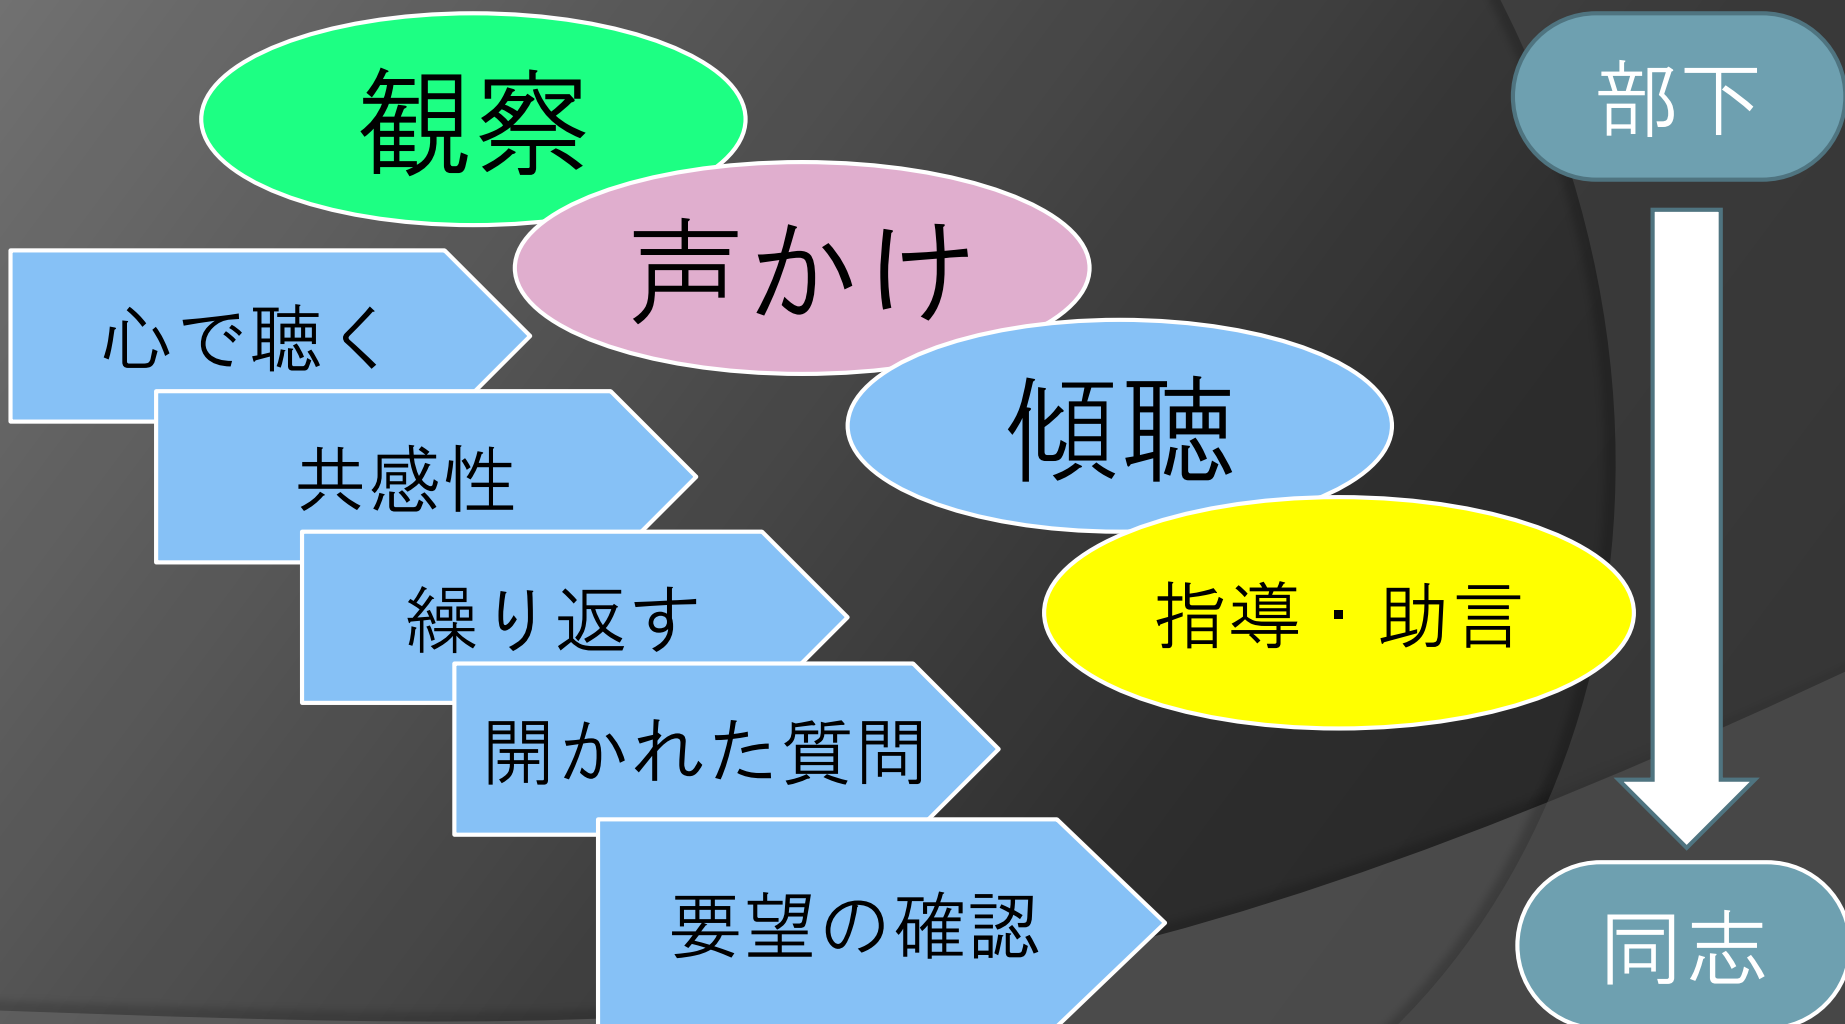 観察
声かけ
傾聴
指導・助言
心で聴く
共感性
繰り返す
開かれた質問
要望の確認
部下
同志